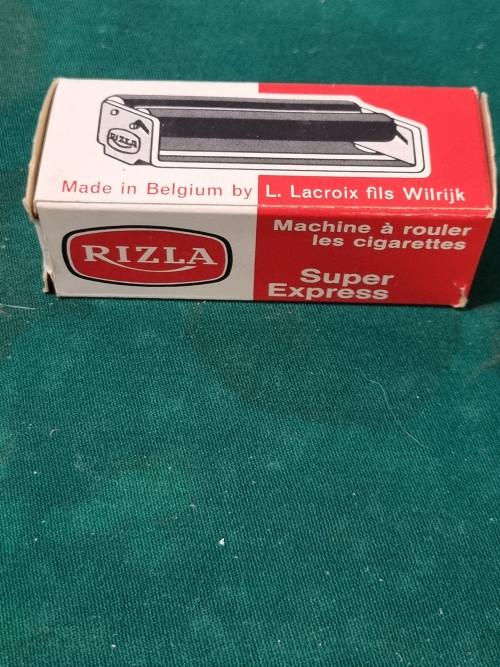 RIZLA
Made in Belgium by L. Lacroix fils Wilrijk
RIZLA
Machine à rouler
les cigarettes
Super
Express